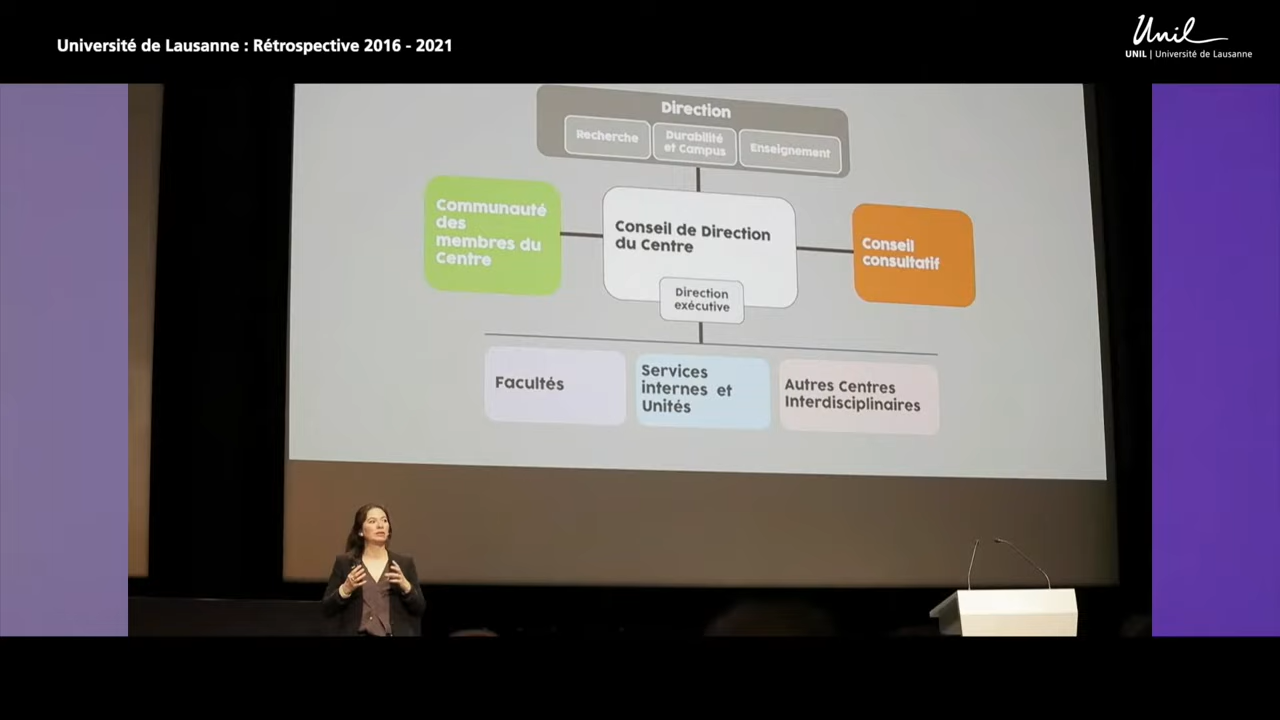 Université de Lausanne : Rétrospective 2016 - 2021
Unil
UNIL | Université de Lausanne
Direction
Recherche
Durabilité
et Campus
Enseignement
Communauté
des
membres du
Centre
Conseil de Direction
du Centre
Conseil
consultatif
Direction
exécutive
Facultés
Services
internes et
Unités
Autres Centres
Interdisciplinaires